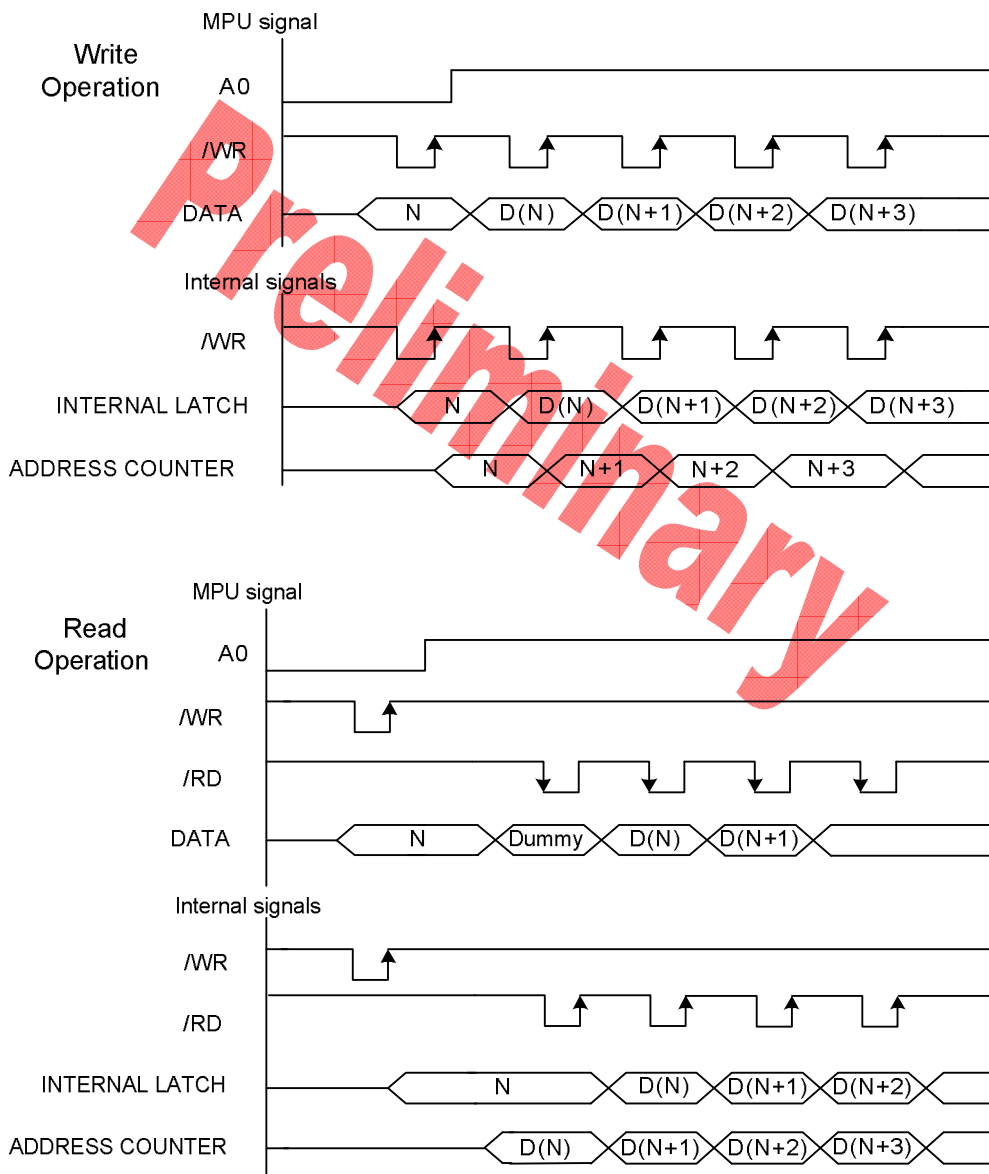 MPU signal
Write
Operation
A0
/WR
DATA
N D(N) D(N+1) D(N+2) D(N+3)
Internal signals
/WR
INTERNAL LATCH
N D(N) D(N+1) D(N+2) D(N+3)
ADDRESS COUNTER
N N+1 N+2 N+3
Preliminary
MPU signal
Read
Operation
A0
/WR
/RD
DATA
N Dummy D(N) D(N+1)
Internal signals
/WR
/RD
INTERNAL LATCH
N D(N) D(N+1) D(N+2)
ADDRESS COUNTER
D(N) D(N+1) D(N+2) D(N+3)